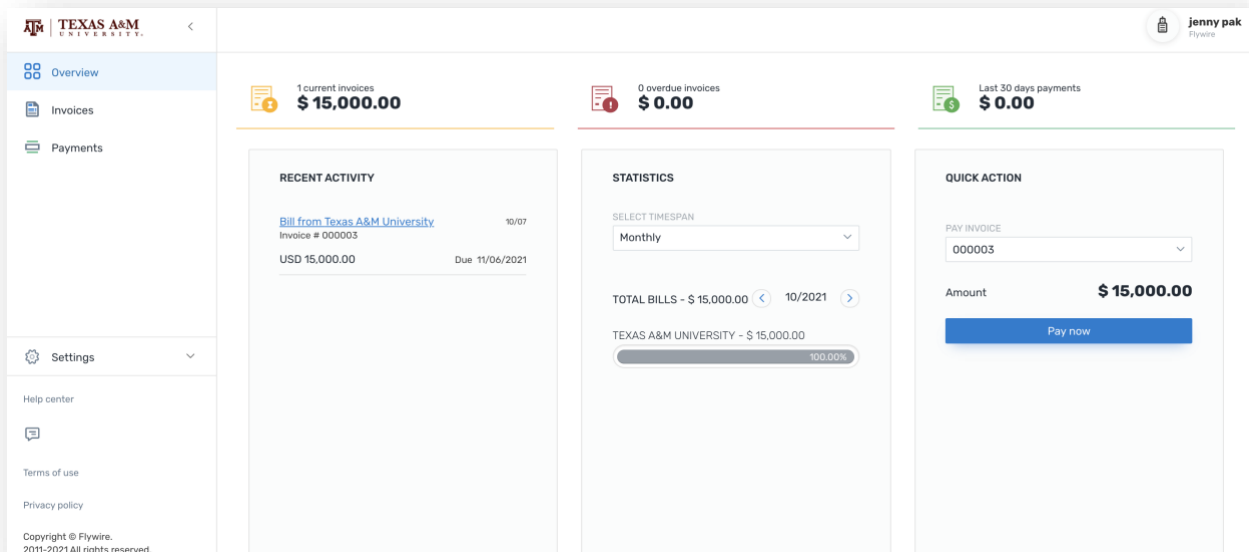 TEXAS A&M
UNIVERSITY.
jenny pak
Flywire
Overview
Invoices
Payments
Settings
Help center
Terms of use
Privacy policy
Copyright © Flywire.
2011-2021 All rights reserved.
1 current invoices
$ 15,000.00
0 overdue invoices
$ 0.00
Last 30 days payments
$ 0.00
RECENT ACTIVITY
Bill from Texas A&M University 10/07
Invoice # 000003
USD 15,000.00 Due 11/06/2021
STATISTICS
SELECT TIMESPAN
Monthly
TOTAL BILLS - $ 15,000.00 10/2021
TEXAS A&M UNIVERSITY - $ 15,000.00
100.00%
QUICK ACTION
PAY INVOICE
000003
Amount $ 15,000.00
Pay now